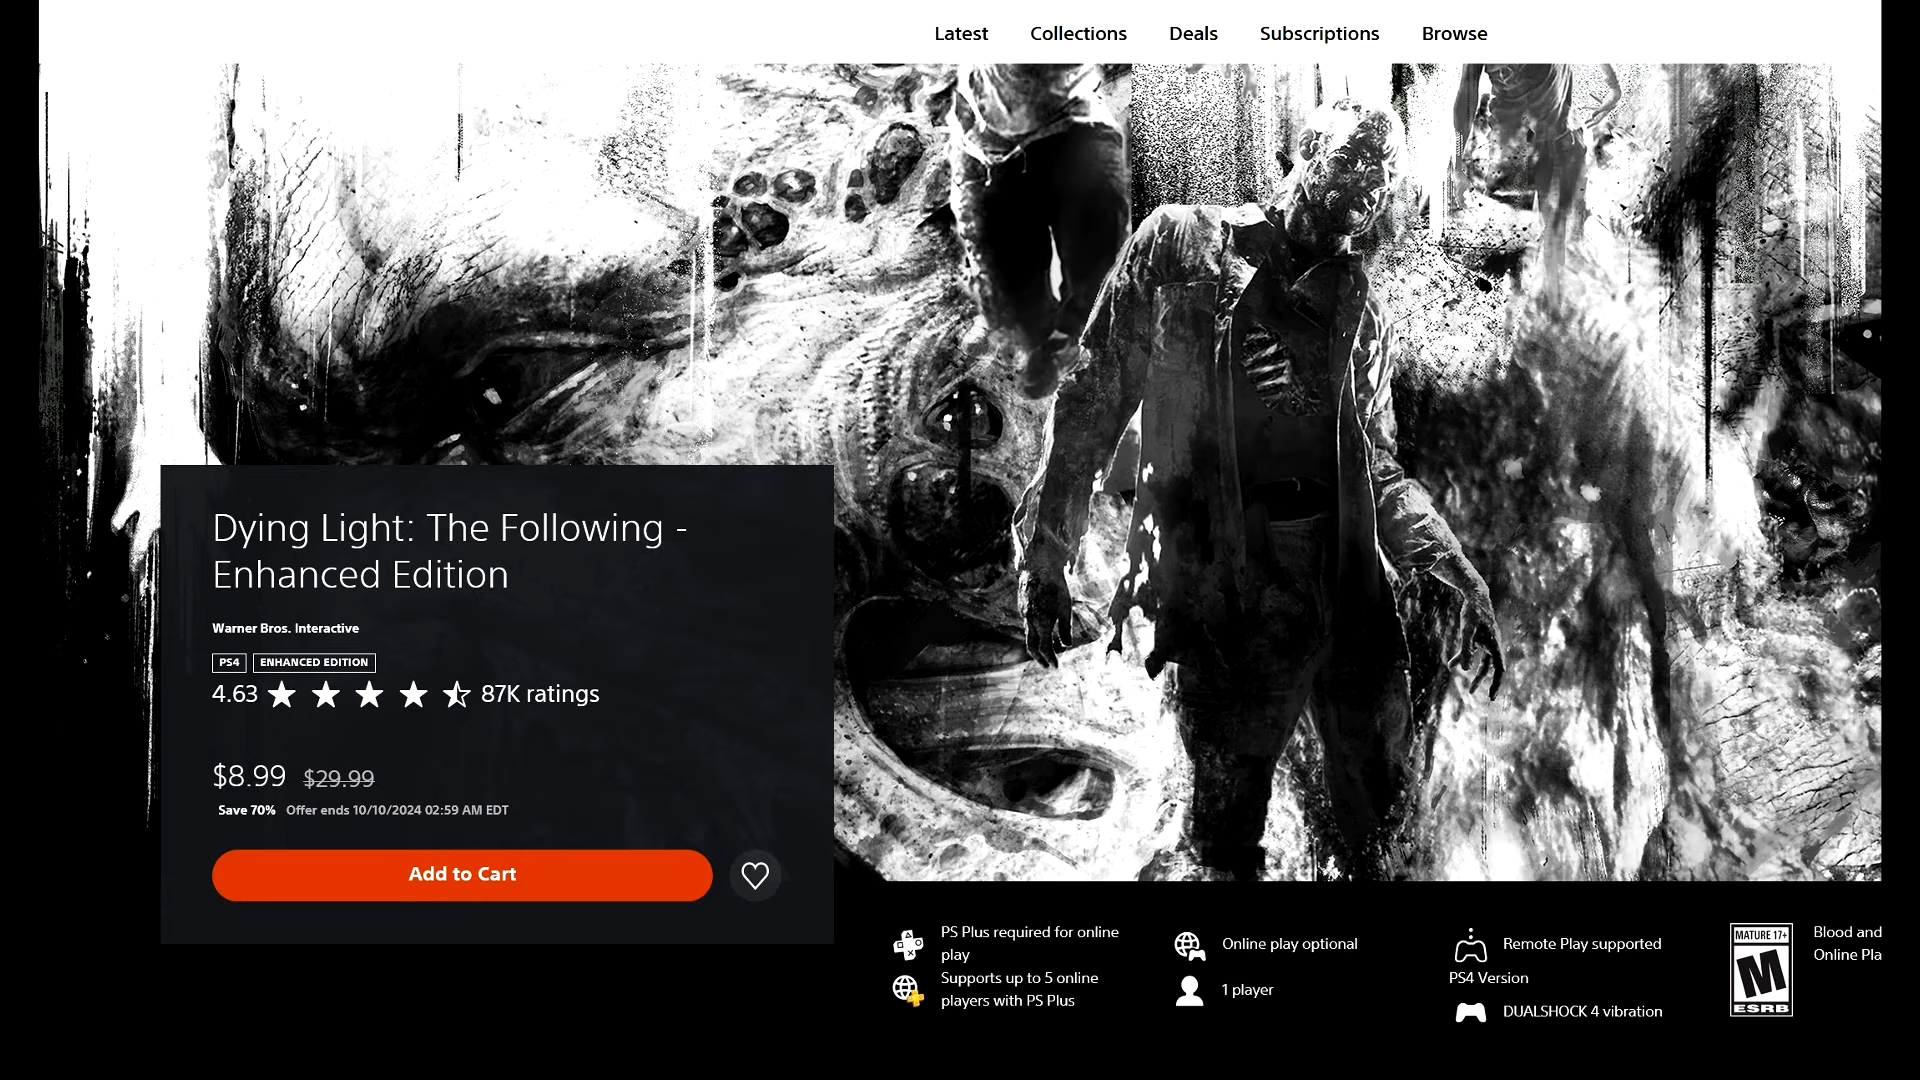 Latest Collections Deals Subscriptions Browse
Dying Light: The Following -
Enhanced Edition
Warner Bros. Interactive
PS4 ENHANCED EDITION
4.63 87K ratings
$8.99 $29.99
Save 70% Offer ends 10/10/2024 02:59 AM EDT
Add to Cart
PS Plus required for online
play
Supports up to 5 online
players with PS Plus
Online play optional
1 player
Remote Play supported
PS4 Version
DUALSHOCK 4 vibration
MATURE 17+
M
ESRB
Blood and
Online Pla